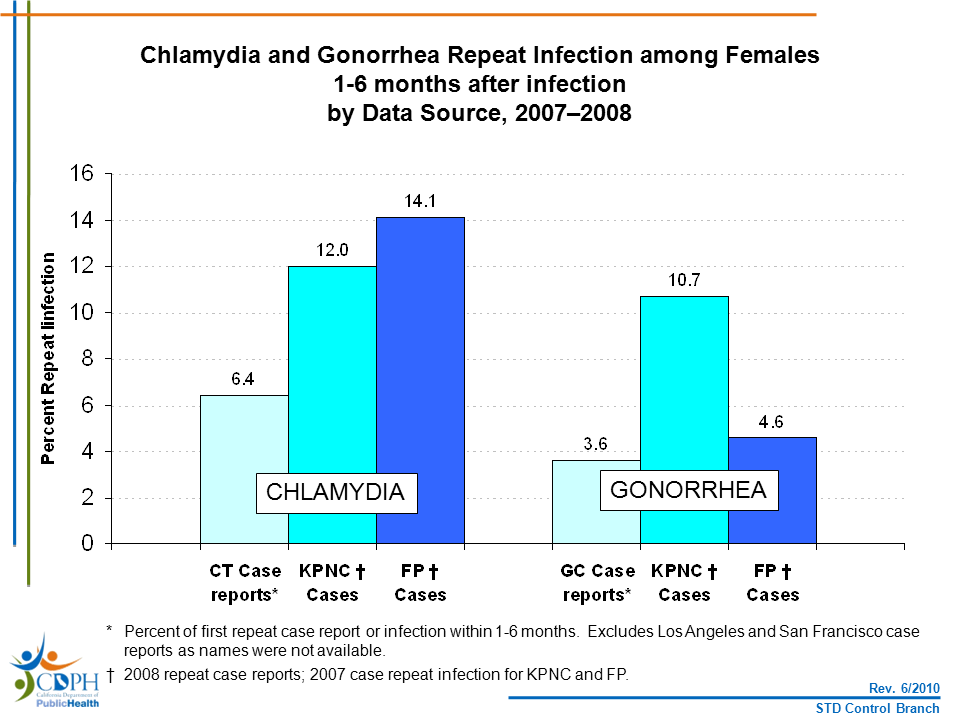 Chlamydia and Gonorrhea Repeat Infection among Females
1-6 months after infection
by Data Source, 2007–2008
Percent Repeat Iinfection
16
14
12
10
8
6
4
2
0
6.4
12.0
14.1
3.6
10.7
4.6
CHLAMYDIA
GONORRHEA
CT Case
reports*
KPNC †
Cases
FP †
Cases
GC Case
reports*
KPNC †
Cases
FP †
Cases
* Percent of first repeat case report or infection within 1-6 months. Excludes Los Angeles and San Francisco case
reports as names were not available.
† 2008 repeat case reports; 2007 case repeat infection for KPNC and FP.
CDPH
California Department of
PublicHealth
Rev. 6/2010
STD Control Branch